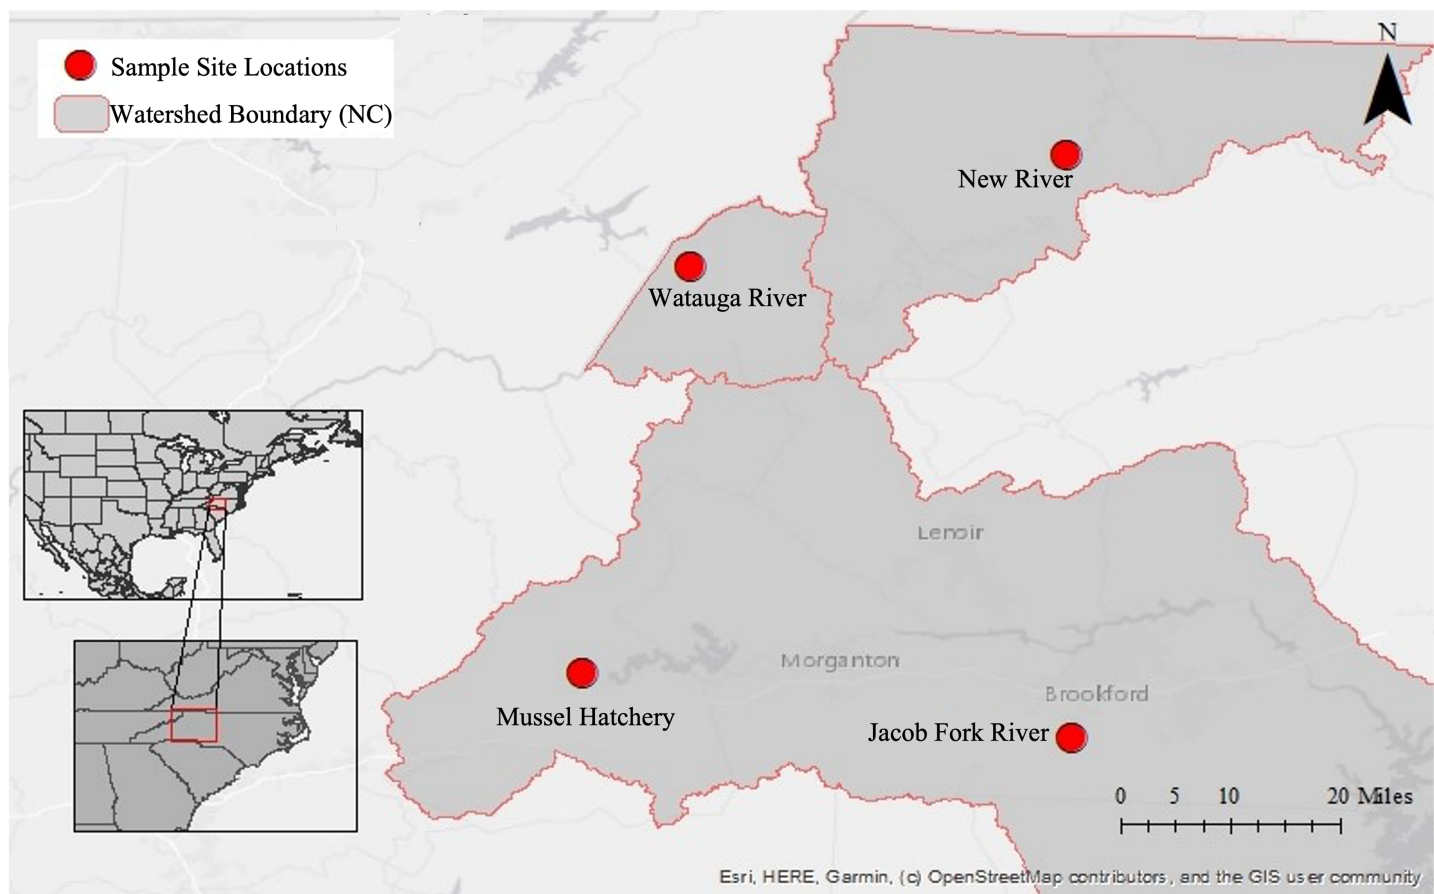 Sample Site Locations
Watershed Boundary (NC)
N
New River
Watauga River
Lenoir
Morganton
Brookford
Mussel Hatchery
Jacob Fork River
0 5 10 20 Miles
Esri, HERE, Garmin, (c) OpenStreetMap contributors, and the GIS user community